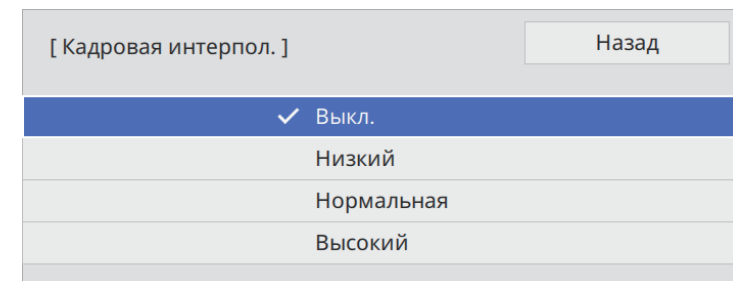 [ Кадровая интерпол. ]
Назад
Выкл.
Низкий
Нормальная
Высокий